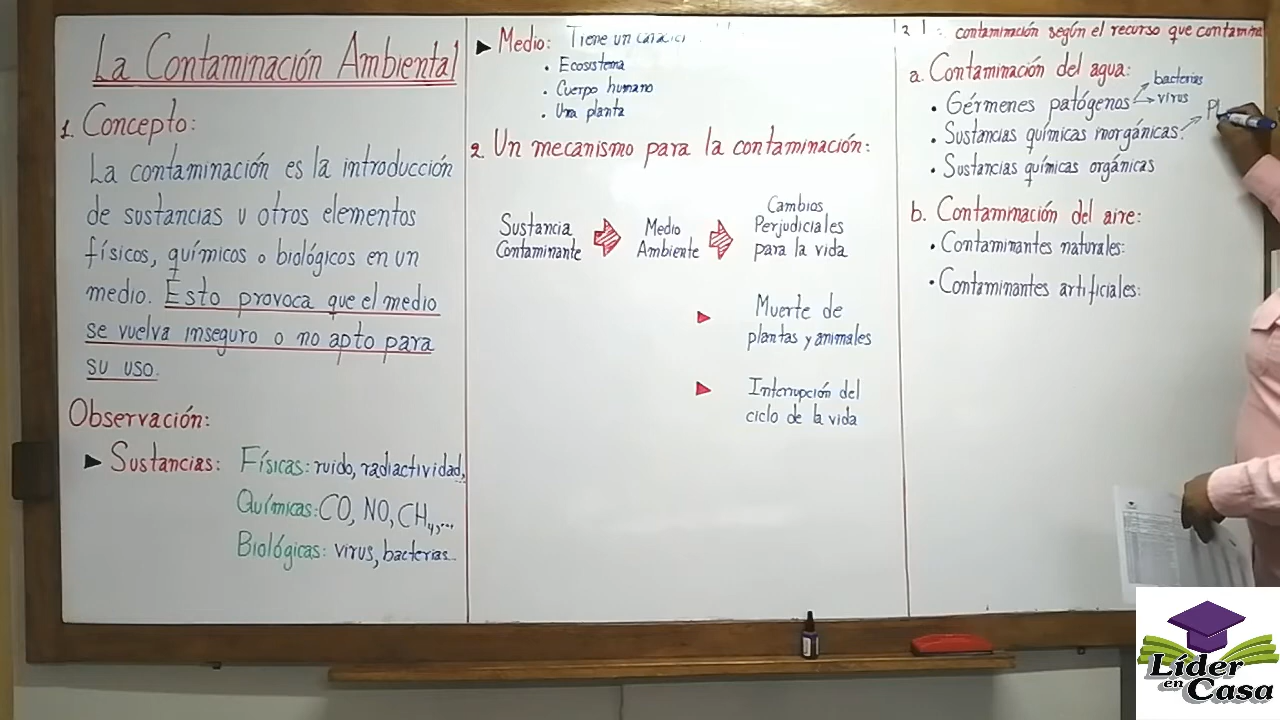 La Contaminación Ambiental
1. Concepto:
La contaminación es la introducción
de sustancias u otros elementos
físicos, químicos o biológicos en un
medio. Esto provoca que el medio
se vuelva inseguro o no apto para
su uso.
Observación:
Sustancias: Físicas: ruido, radiactividad,
Químicas: CO, NO, CH4,...
Biológicas: virus, bacterias...
Medio: Tiene un
• Ecosistema
• Cuerpo humano
• Una planta
2. Un mecanismo para la contaminación:
Sustancia
Contaminante
Medio
Ambiente
Cambios
Perjudiciales
para la vida
Muerte de
plantas y animales
Interrupción del
ciclo de la vida
contaminación según el recurso que contamina
a. Contaminación del agua:
• Gérmenes patógenos bacterias
virus
• Sustancias químicas inorgánicas: Pb
• Sustancias químicas orgánicas
b. Contaminación del aire:
• Contaminantes naturales:
• Contaminantes artificiales:
Líder
en Casa